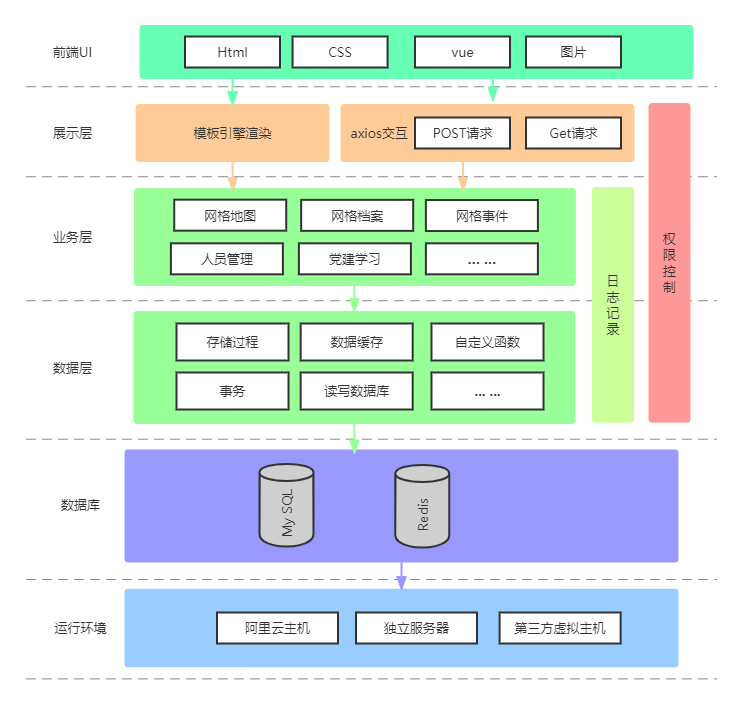 前端UI
Html
CSS
vue
图片
展示层
模板引擎渲染
axios交互
POST请求
Get请求
业务层
网格地图
网格档案
网格事件
人员管理
党建学习
... ...
日志记录
权限控制
数据层
存储过程
数据缓存
自定义函数
事务
读写数据库
... ...
数据库
My SQL
Redis
运行环境
阿里云主机
独立服务器
第三方虚拟主机